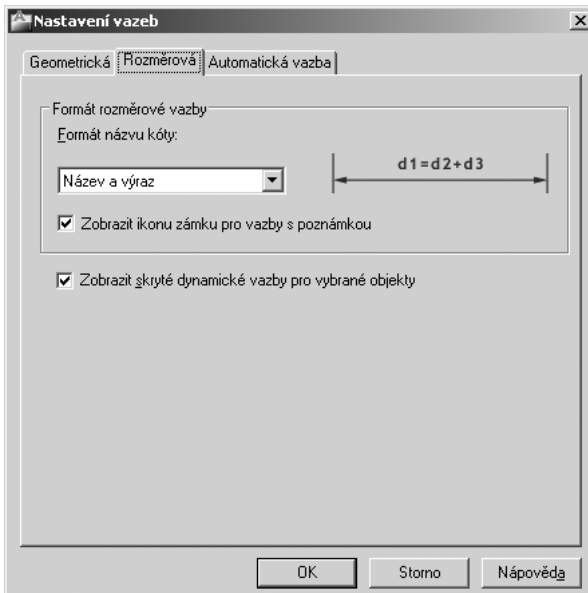 Nastavení vazeb
Geometrická Rozměrová Automatická vazba
Formát rozměrové vazby
Formát názvu kóty:
Název a výraz
d1=d2+d3
Zobrazit ikonu zámku pro vazby s poznámkou
Zobrazit skryté dynamické vazby pro vybrané objekty
OK Storno Nápověda